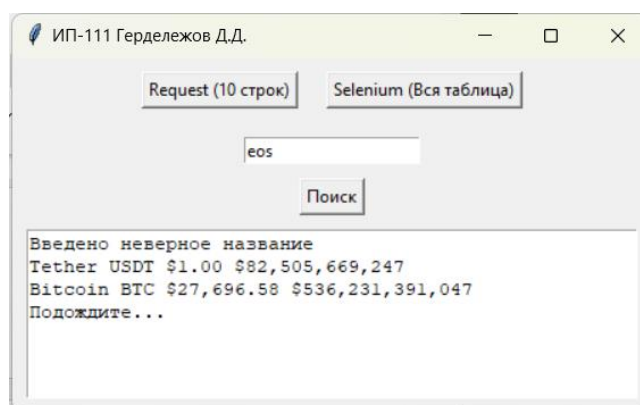 ИП-111 Гердележов Д.Д.
Request (10 строк) Selenium (Вся таблица)
eos
Поиск
Введено неверное название
Tether USDT $1.00 $82,505,669,247
Bitcoin BTC $27,696.58 $536,231,391,047
Подождите...